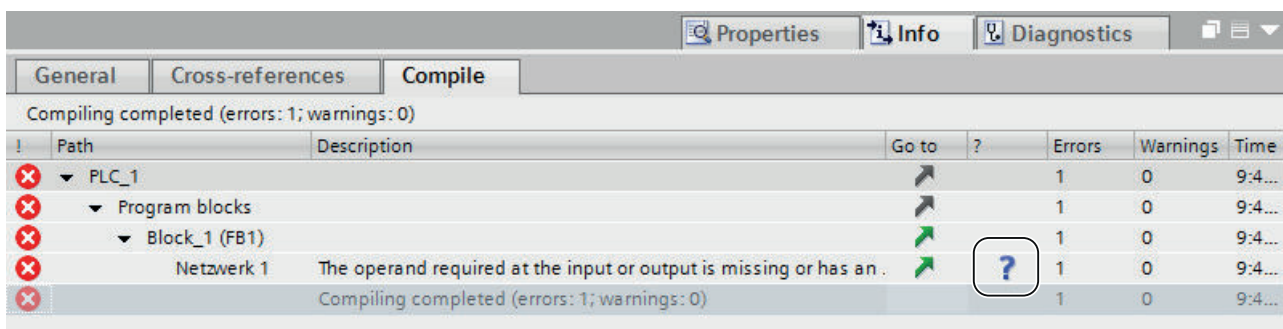 Properties Info Diagnostics
General Cross-references Compile
Compiling completed (errors: 1; warnings: 0)
! Path Description Go to ? Errors Warnings Time
PLC_1 1 0 9:4...
Program blocks 1 0 9:4...
Block_1 (FB1) 1 0 9:4...
Netzwerk 1 The operand required at the input or output is missing or has an . ? 1 0 9:4...
Compiling completed (errors: 1; warnings: 0) 1 0 9:4...